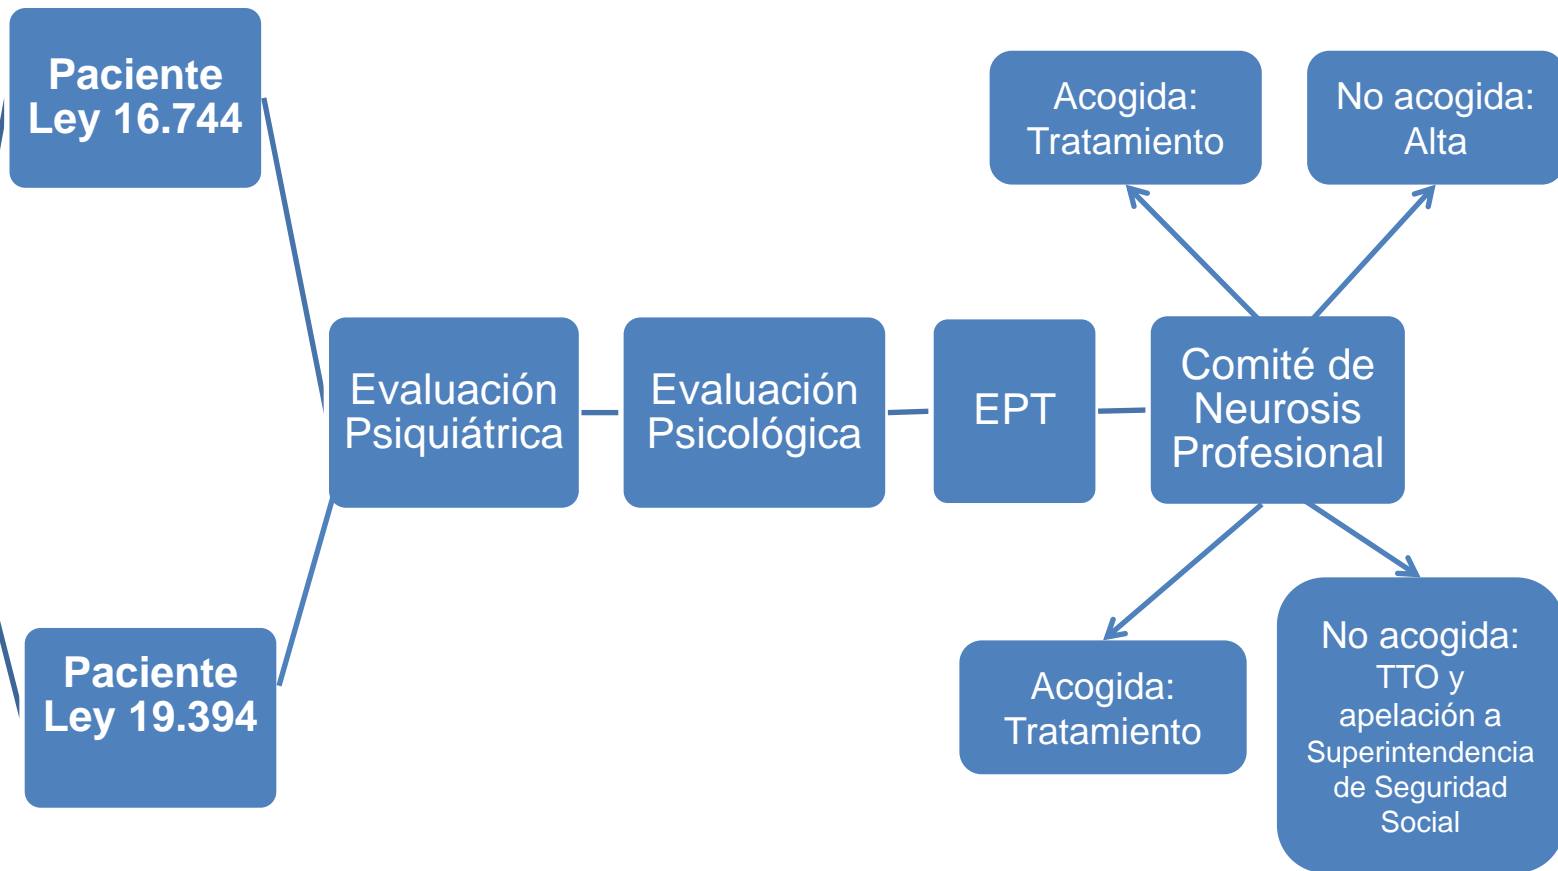 Paciente
Ley 16.744
Paciente
Ley 19.394
Evaluación
Psiquiátrica
Evaluación
Psicológica
EPT
Comité de
Neurosis
Profesional
Acogida:
Tratamiento
No acogida:
Alta
Acogida:
Tratamiento
No acogida:
TTO y
apelación a
Superintendencia
de Seguridad
Social